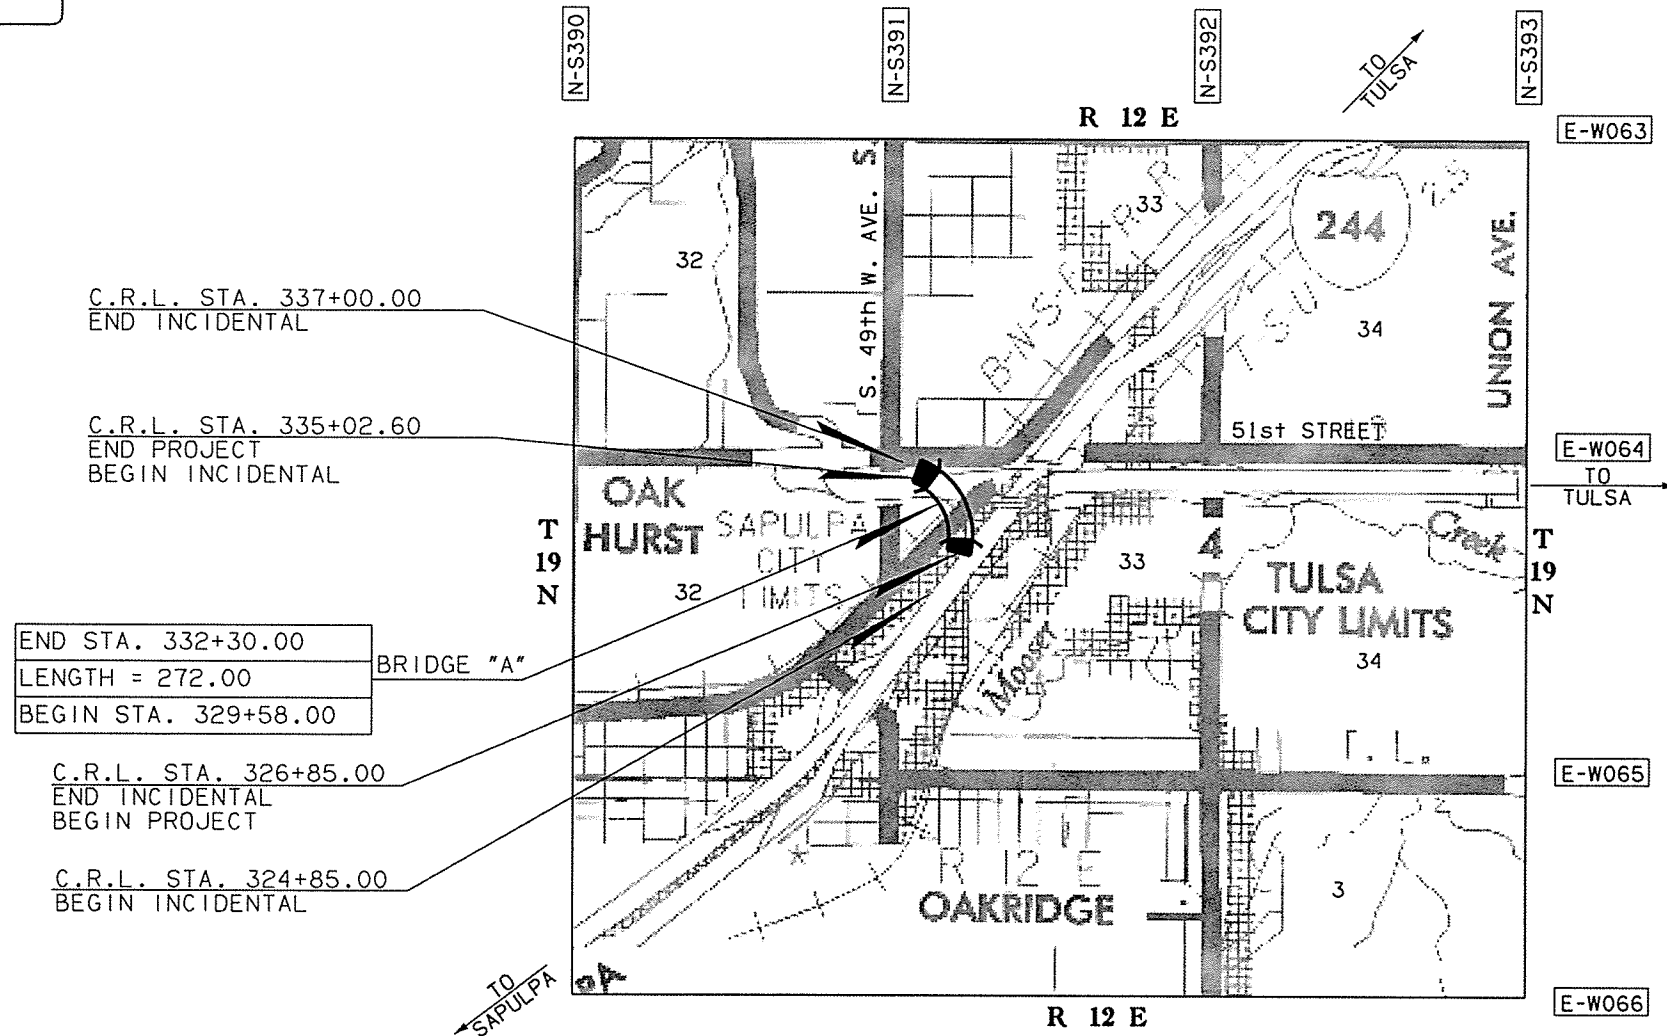 N-S390
N-S391
N-S392
N-S393
TO
TULSA
R 12 E
E-W063
S. 49th W. AVE. S.
33
32
244
UNION AVE.
34
C.R.L. STA. 337+00.00
END INCIDENTAL
B-N-S-F R R
T S U
C.R.L. STA. 335+02.60
END PROJECT
BEGIN INCIDENTAL
51st STREET
E-W064
TO
TULSA
OAK
HURST
SAPULPA
CITY
LIMITS
T
19
N
32
33
4
Creek
TULSA
CITY LIMITS
34
T
19
N
END STA. 332+30.00
LENGTH = 272.00
BEGIN STA. 329+58.00
BRIDGE "A"
Mooser
T. L.
C.R.L. STA. 326+85.00
END INCIDENTAL
BEGIN PROJECT
E-W065
C.R.L. STA. 324+85.00
BEGIN INCIDENTAL
R 12 E
OAKRIDGE
3
TO
SAPULPA
PA
R 12 E
E-W066